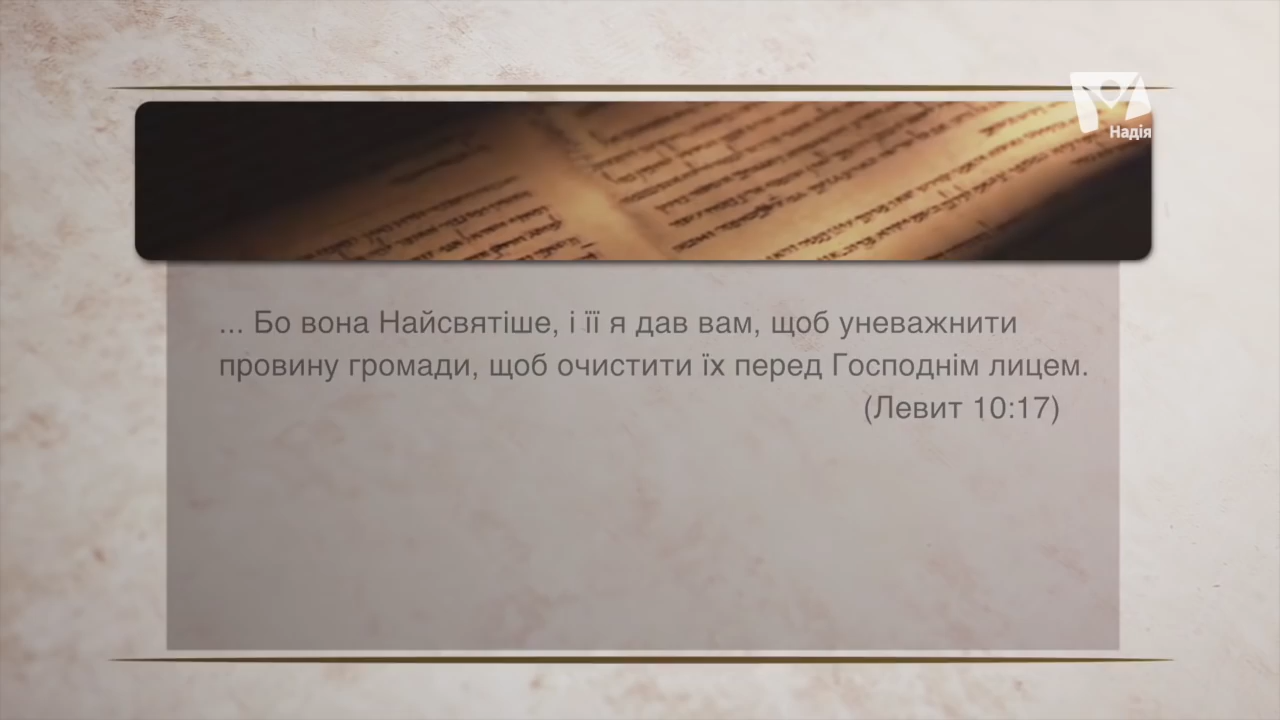 Надія
... Бо вона Найсвятіше, і її я дав вам, щоб уневажнити
провину громади, щоб очистити їх перед Господнім лицем.
(Левит 10:17)